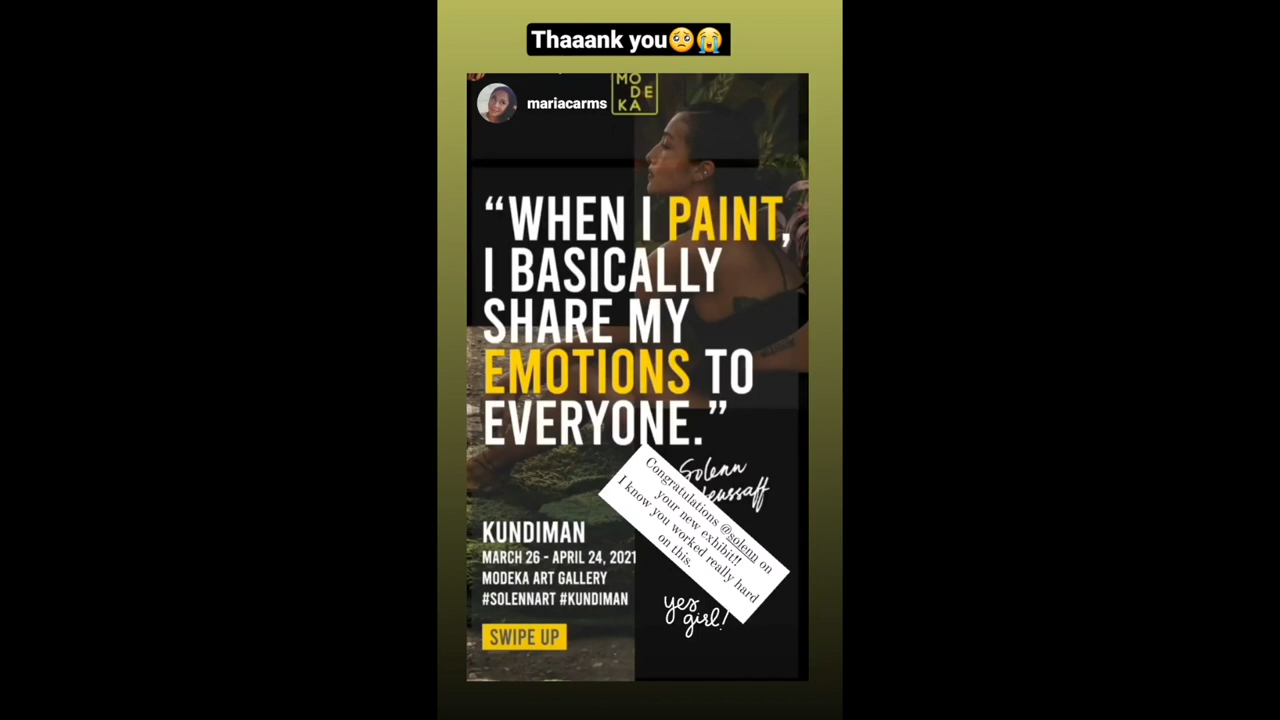 Thaaank you🥺😭
MO
DE
KA
mariacarms
“WHEN I PAINT,
I BASICALLY
SHARE MY
EMOTIONS TO
EVERYONE.”
Solenn
Congratulations @solenn on
your new exhibit!!
I know you worked really hard
on this.
KUNDIMAN
MARCH 26 - APRIL 24, 2021
MODEKA ART GALLERY
#SOLENNART #KUNDIMAN
yes
girl!
SWIPE UP